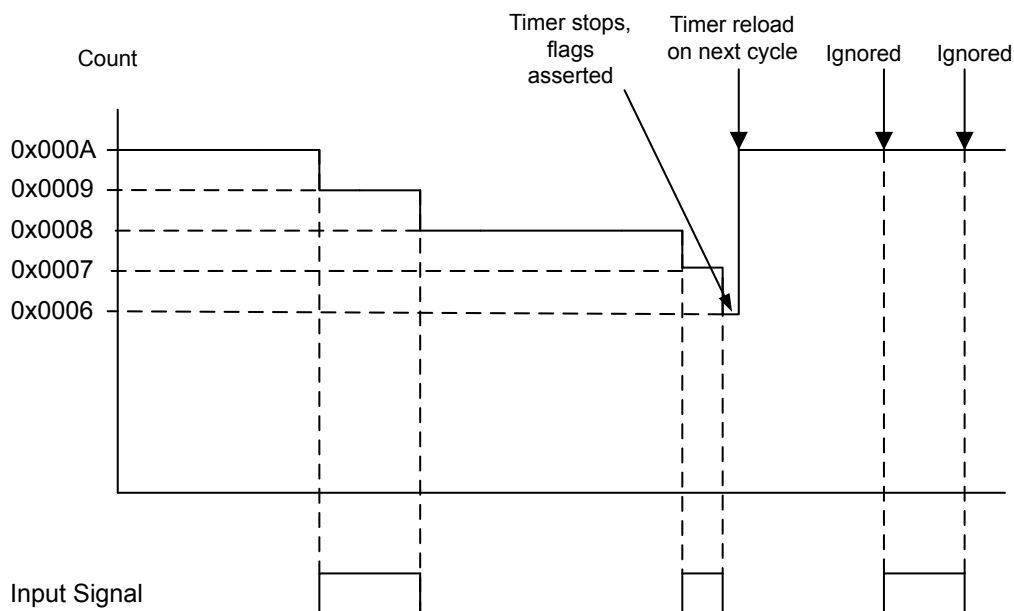 Timer stops,
flags
asserted
Timer reload
on next cycle
Ignored
Ignored
Count
0x000A
0x0009
0x0008
0x0007
0x0006
Input Signal